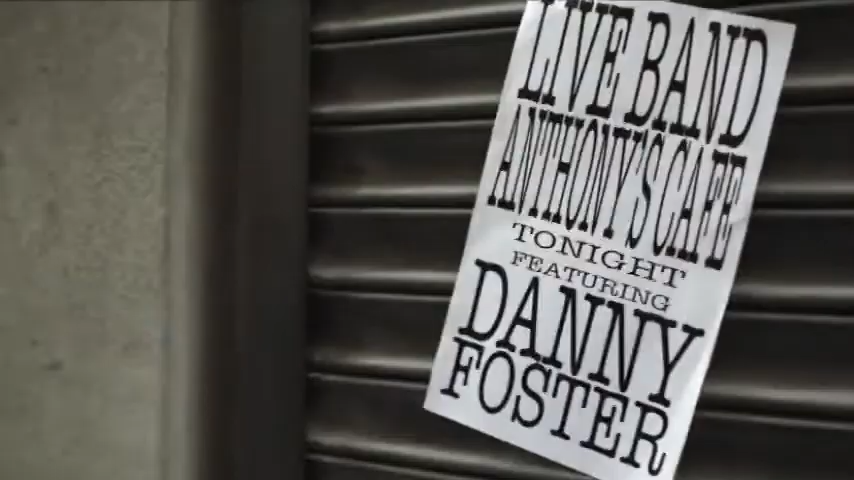 LIVE BAND
ANTHONY'S CAFE
TONIGHT
FEATURING
DANNY
FOSTER